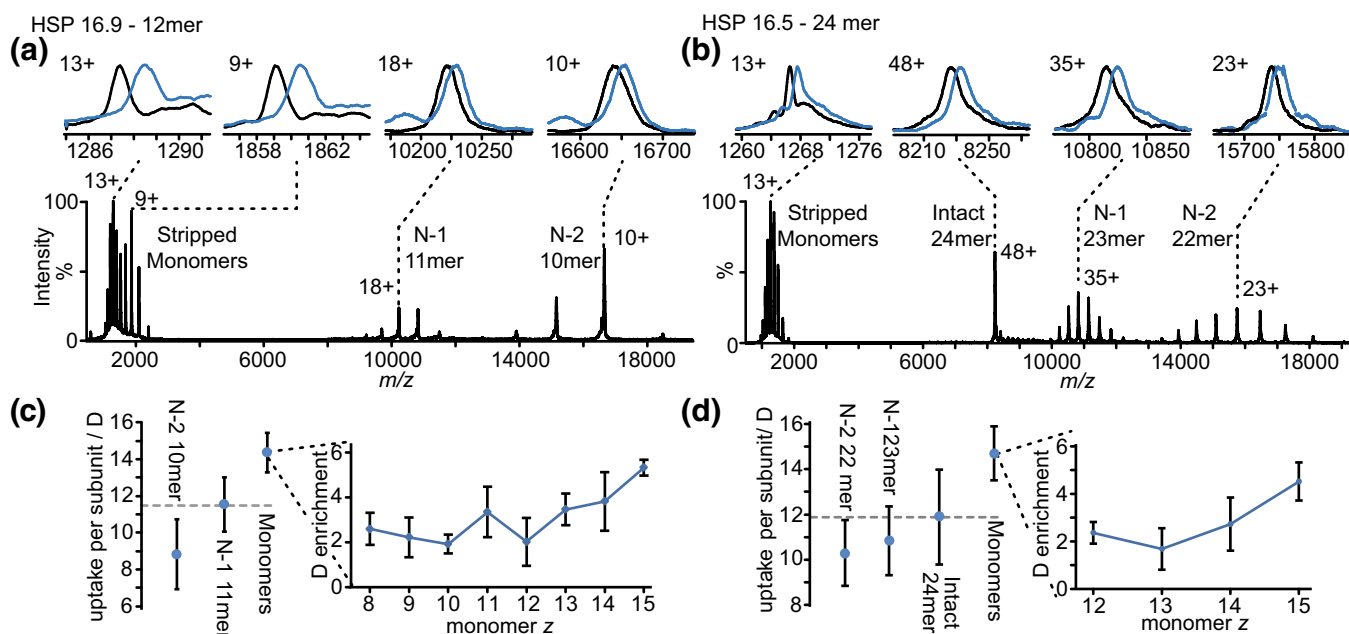 HSP 16.9 - 12mer
(a)
13+
9+
18+
10+
1286
1290
1858
1862
10200
10250
16600
16700
13+
9+
Stripped
Monomers
18+
N-1
11mer
N-2
10mer
10+
Intensity
%
100
0
2000
6000
10000
14000
18000
m/z
HSP 16.5 - 24 mer
(b)
13+
48+
35+
23+
1260
1268
1276
8210
8250
10800
10850
15700
15800
13+
Stripped
Monomers
Intact
24mer
48+
N-1
23mer
35+
N-2
22mer
23+
%
100
0
2000
6000
10000
14000
18000
m/z
(c)
uptake per subunit / D
16
14
12
10
8
6
N-2 10mer
N-1 11mer
Monomers
D enrichment
6
4
2
0
8 9 10 11 12 13 14 15
monomer z
(d)
uptake per subunit/ D
16
14
12
10
8
N-2 22 mer
N-123mer
Intact
24mer
Monomers
D enrichment
6
4
2
0
12 13 14 15
monomer z